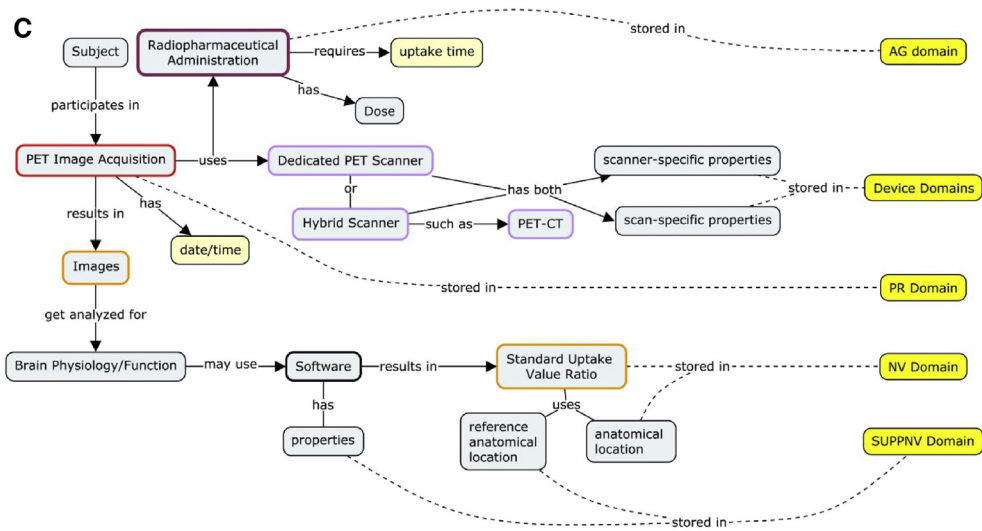 C
Subject
Radiopharmaceutical
Administration
requires
uptake time
stored in
AG domain
has
Dose
participates in
PET Image Acquisition
uses
Dedicated PET Scanner
or
Hybrid Scanner
such as
PET-CT
has both
scanner-specific properties
scan-specific properties
stored in
Device Domains
results in
has
date/time
Images
stored in
PR Domain
get analyzed for
Brain Physiology/Function
may use
Software
results in
Standard Uptake
Value Ratio
stored in
NV Domain
has
properties
uses
reference
anatomical
location
anatomical
location
SUPPNV Domain
stored in